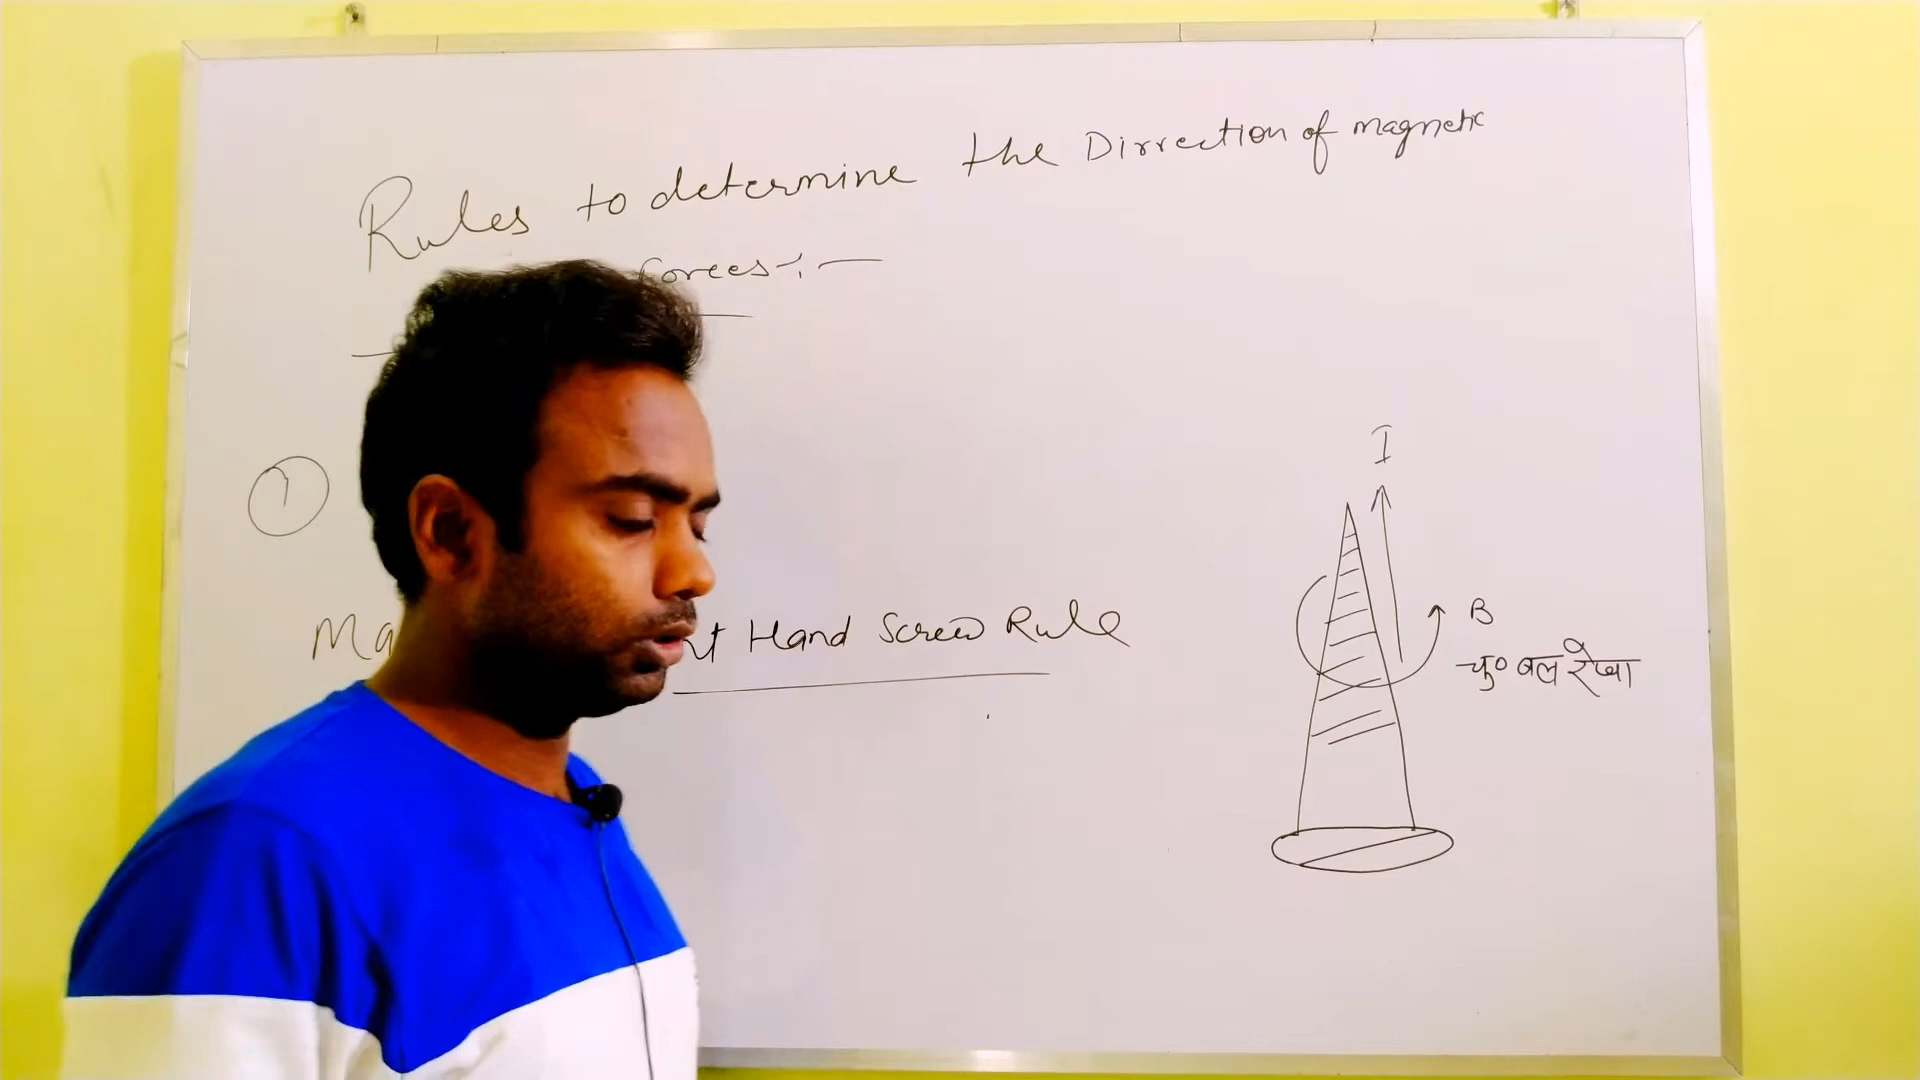 Rules to determine the Dirrection of magnetic
forces :-
1
Hand Screw Rule
I
B
चु० बल रेखा